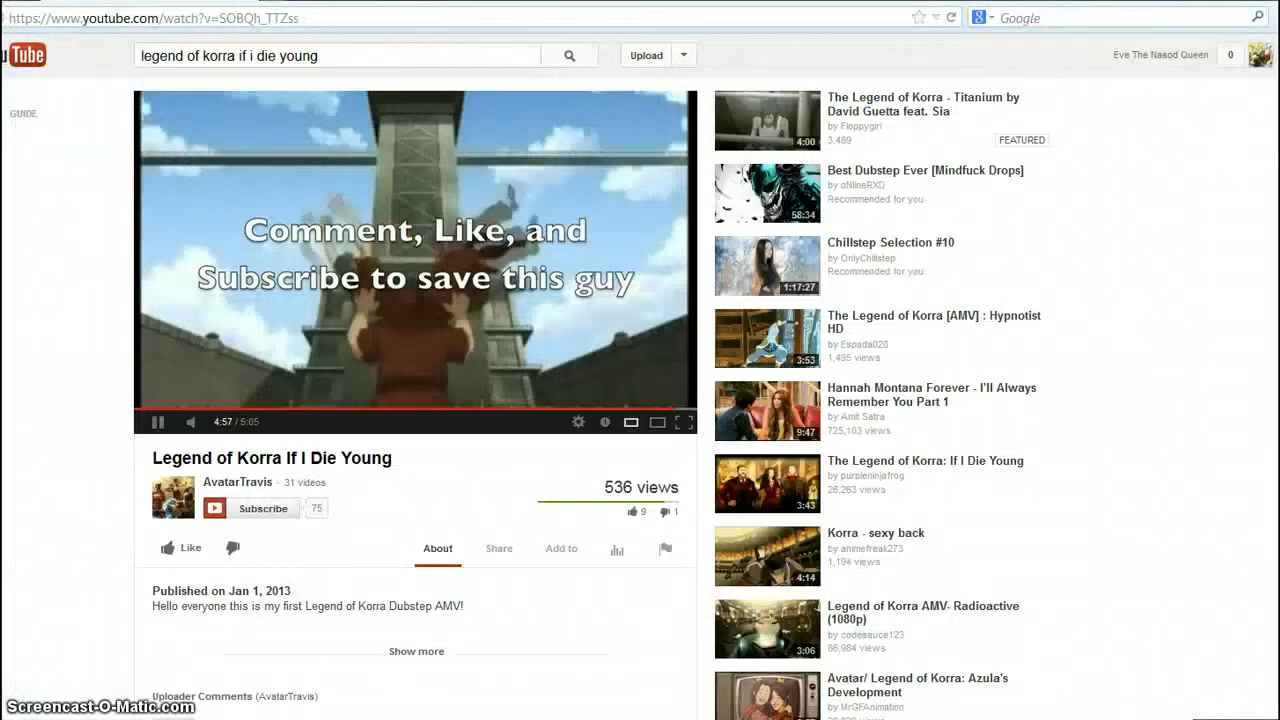 https://www.youtube.com/watch?v=SOBQh_TTZss
Google
Tube
legend of korra if i die young
Upload
Eve The Nasod Queen
0
GUIDE
Comment, Like, and
Subscribe to save this guy
4:57 / 5:05
Legend of Korra If I Die Young
AvatarTravis · 31 videos
Subscribe
75
536 views
9
1
Like
About
Share
Add to
Published on Jan 1, 2013
Hello everyone this is my first Legend of Korra Dubstep AMV!
Show more
Uploader Comments (AvatarTravis)
The Legend of Korra - Titanium by
David Guetta feat. Sia
by Floppygirl
3,489
FEATURED
4:00
Best Dubstep Ever [Mindfuck Drops]
by oNlineRXD
Recommended for you
58:34
Chillstep Selection #10
by OnlyChillstep
Recommended for you
1:17:27
The Legend of Korra [AMV] : Hypnotist
HD
by Espada028
1,495 views
3:53
Hannah Montana Forever - I'll Always
Remember You Part 1
by Amit Satra
725,103 views
9:47
The Legend of Korra: If I Die Young
by purpleninjafrog
26,263 views
3:43
Korra - sexy back
by animefreak273
1,194 views
4:14
Legend of Korra AMV- Radioactive
(1080p)
by codesauce123
86,984 views
3:06
Avatar/ Legend of Korra: Azula's
Development
by MrGFAnimation
Screencast-O-Matic.com